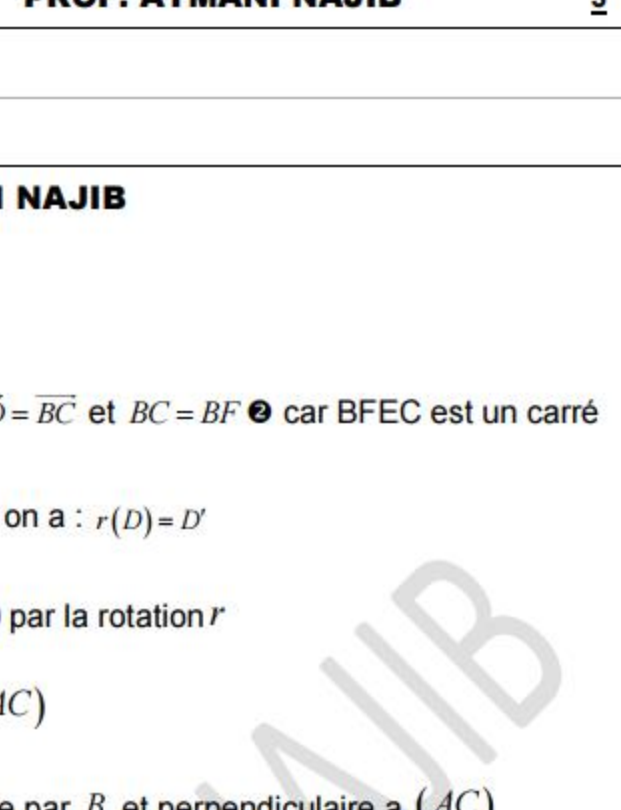 PROF: ATMANI NAJIB
NAJIB
= BC et BC = BF ❷ car BFEC est un carré
on a : r(D) = D'
par la rotation r
C)
par B et perpendiculaire a (AC)
NAJIB